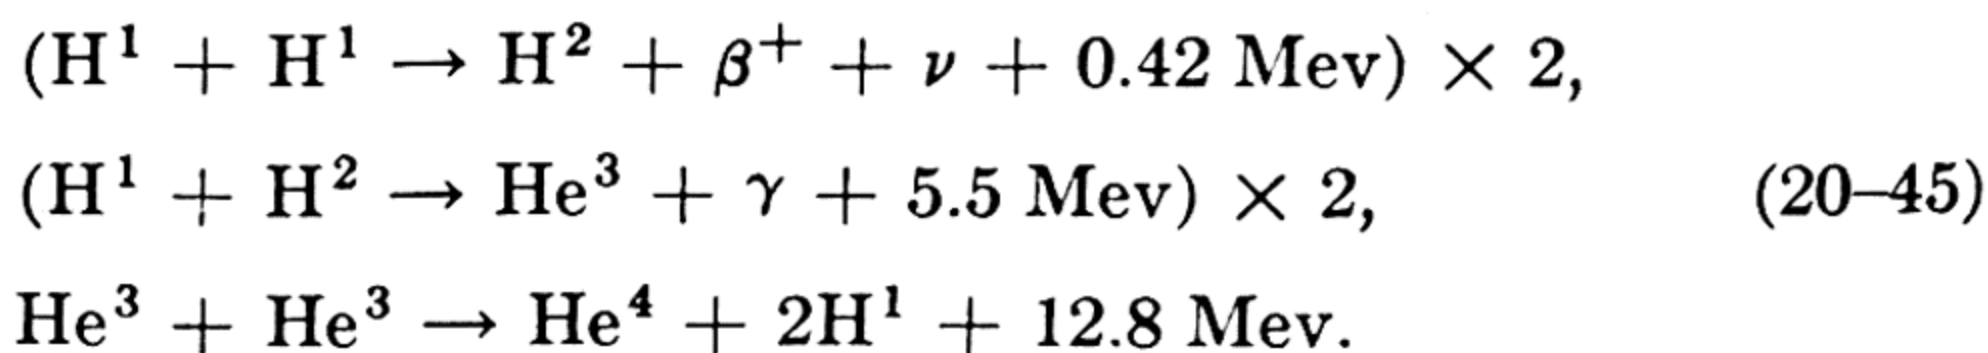 (H¹ + H¹ → H² + β⁺ + ν + 0.42 Mev) × 2,
(H¹ + H² → He³ + γ + 5.5 Mev) × 2, (20–45)
He³ + He³ → He⁴ + 2H¹ + 12.8 Mev.